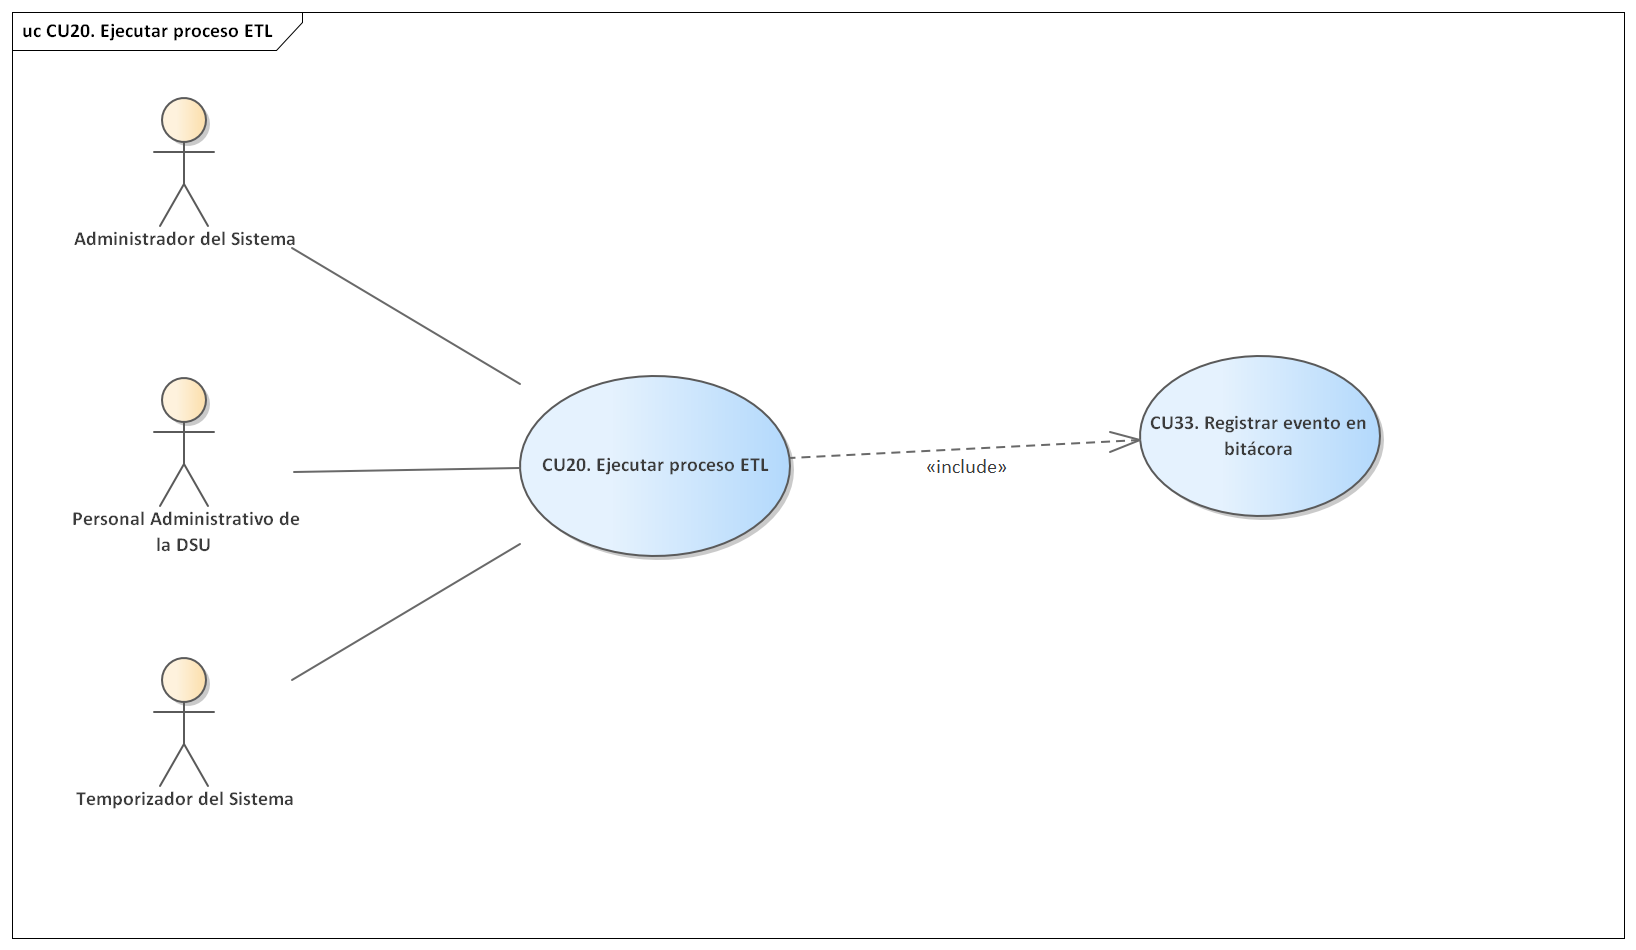 uc CU20. Ejecutar proceso ETL
Administrador del Sistema
Personal Administrativo de
la DSU
Temporizador del Sistema
CU20. Ejecutar proceso ETL
«include»
CU33. Registrar evento en
bitácora